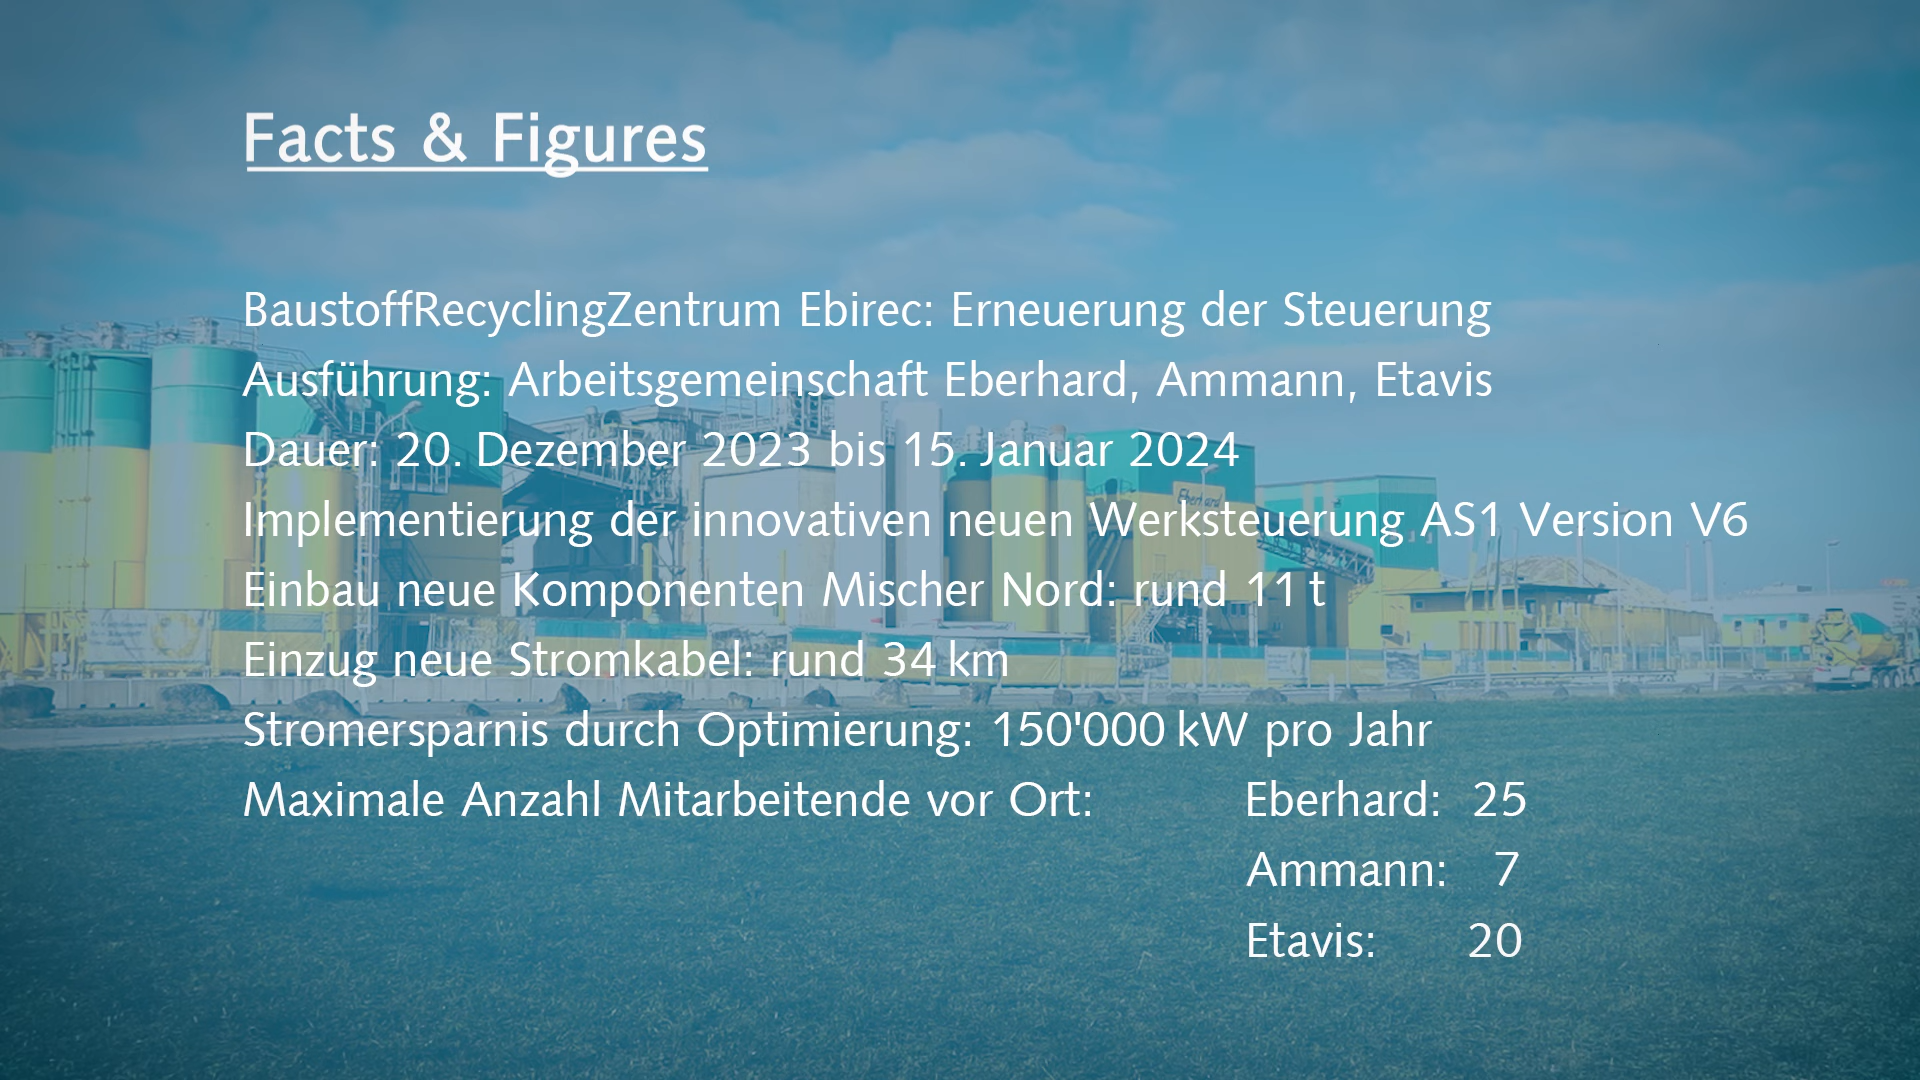 Facts & Figures
BaustoffRecyclingZentrum Ebirec: Erneuerung der Steuerung
Ausführung: Arbeitsgemeinschaft Eberhard, Ammann, Etavis
Dauer: 20. Dezember 2023 bis 15. Januar 2024
Eberhard
Implementierung der innovativen neuen Werksteuerung AS1 Version V6
Einbau neue Komponenten Mischer Nord: rund 11 t
Einzug neue Stromkabel: rund 34 km
Stromersparnis durch Optimierung: 150'000 kW pro Jahr
Maximale Anzahl Mitarbeitende vor Ort: Eberhard: 25
Ammann: 7
Etavis: 20